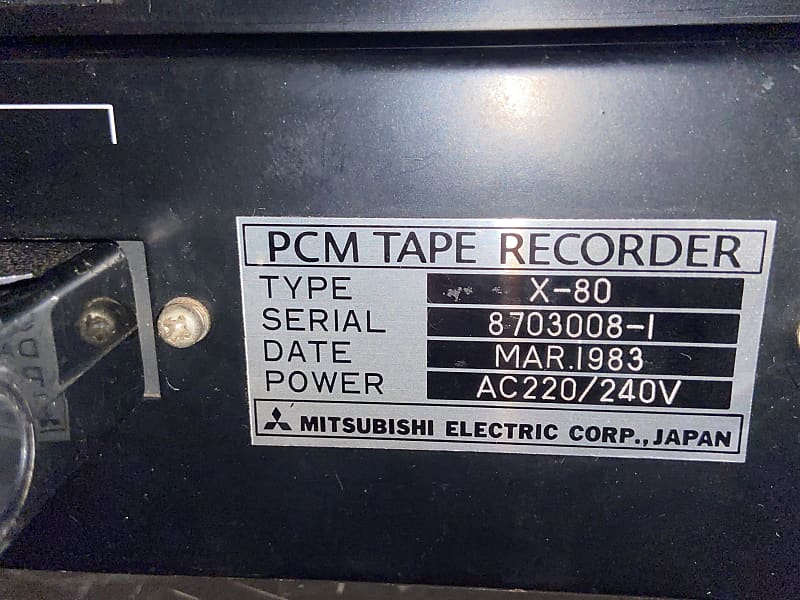 PCM TAPE RECORDER
TYPE X-80
SERIAL 8703008-1
DATE MAR.1983
POWER AC220/240V
MITSUBISHI ELECTRIC CORP., JAPAN